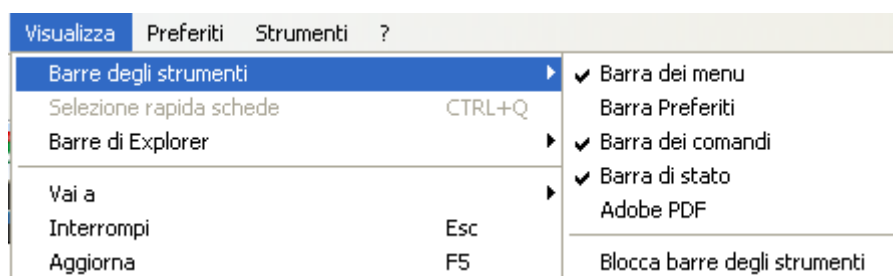 Visualizza Preferiti Strumenti ?
Barre degli strumenti
Selezione rapida schede CTRL+Q
Barre di Explorer
Vai a
Interrompi Esc
Aggiorna F5
Barra dei menu
Barra Preferiti
Barra dei comandi
Barra di stato
Adobe PDF
Blocca barre degli strumenti